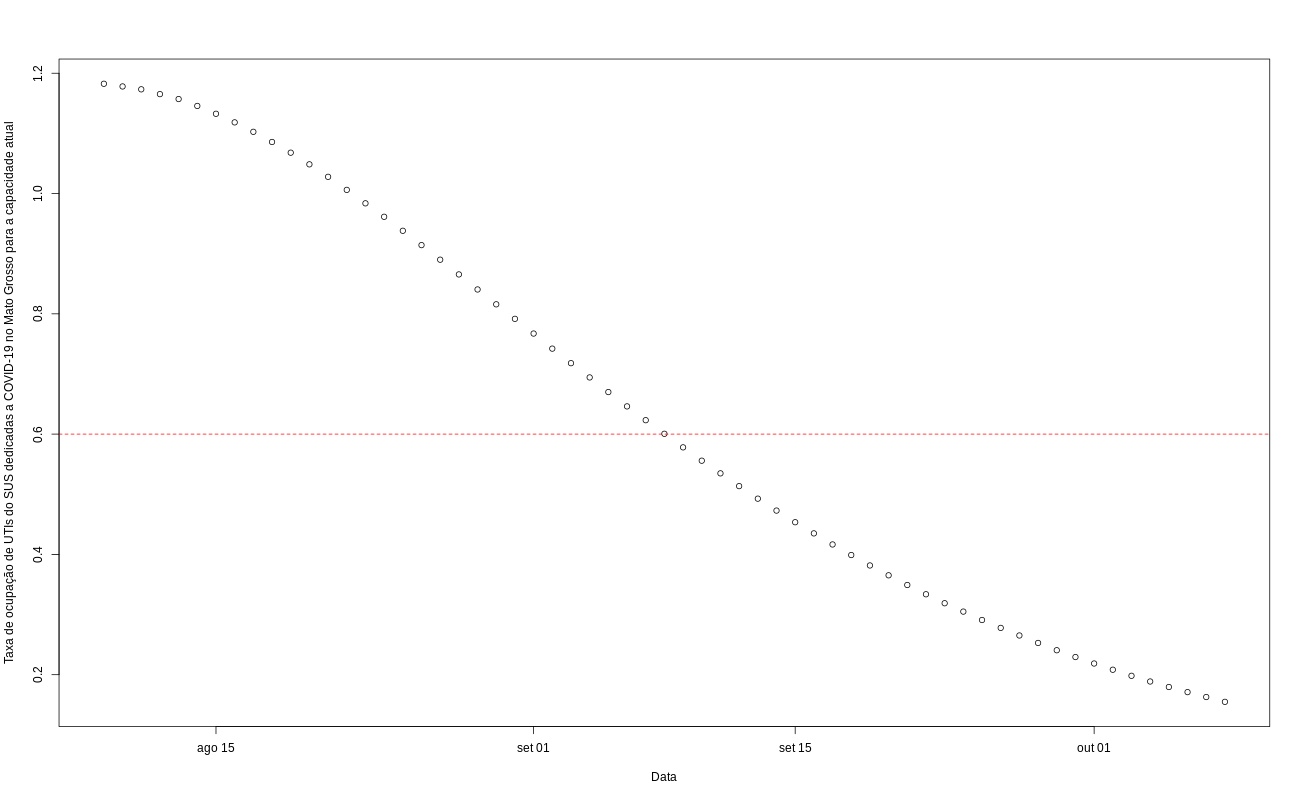 Taxa de ocupação de UTIs do SUS dedicadas a COVID-19 no Mato Grosso para a capacidade atual
1.2
1.0
0.8
0.6
0.4
0.2
ago 15
set 01
set 15
out 01
Data